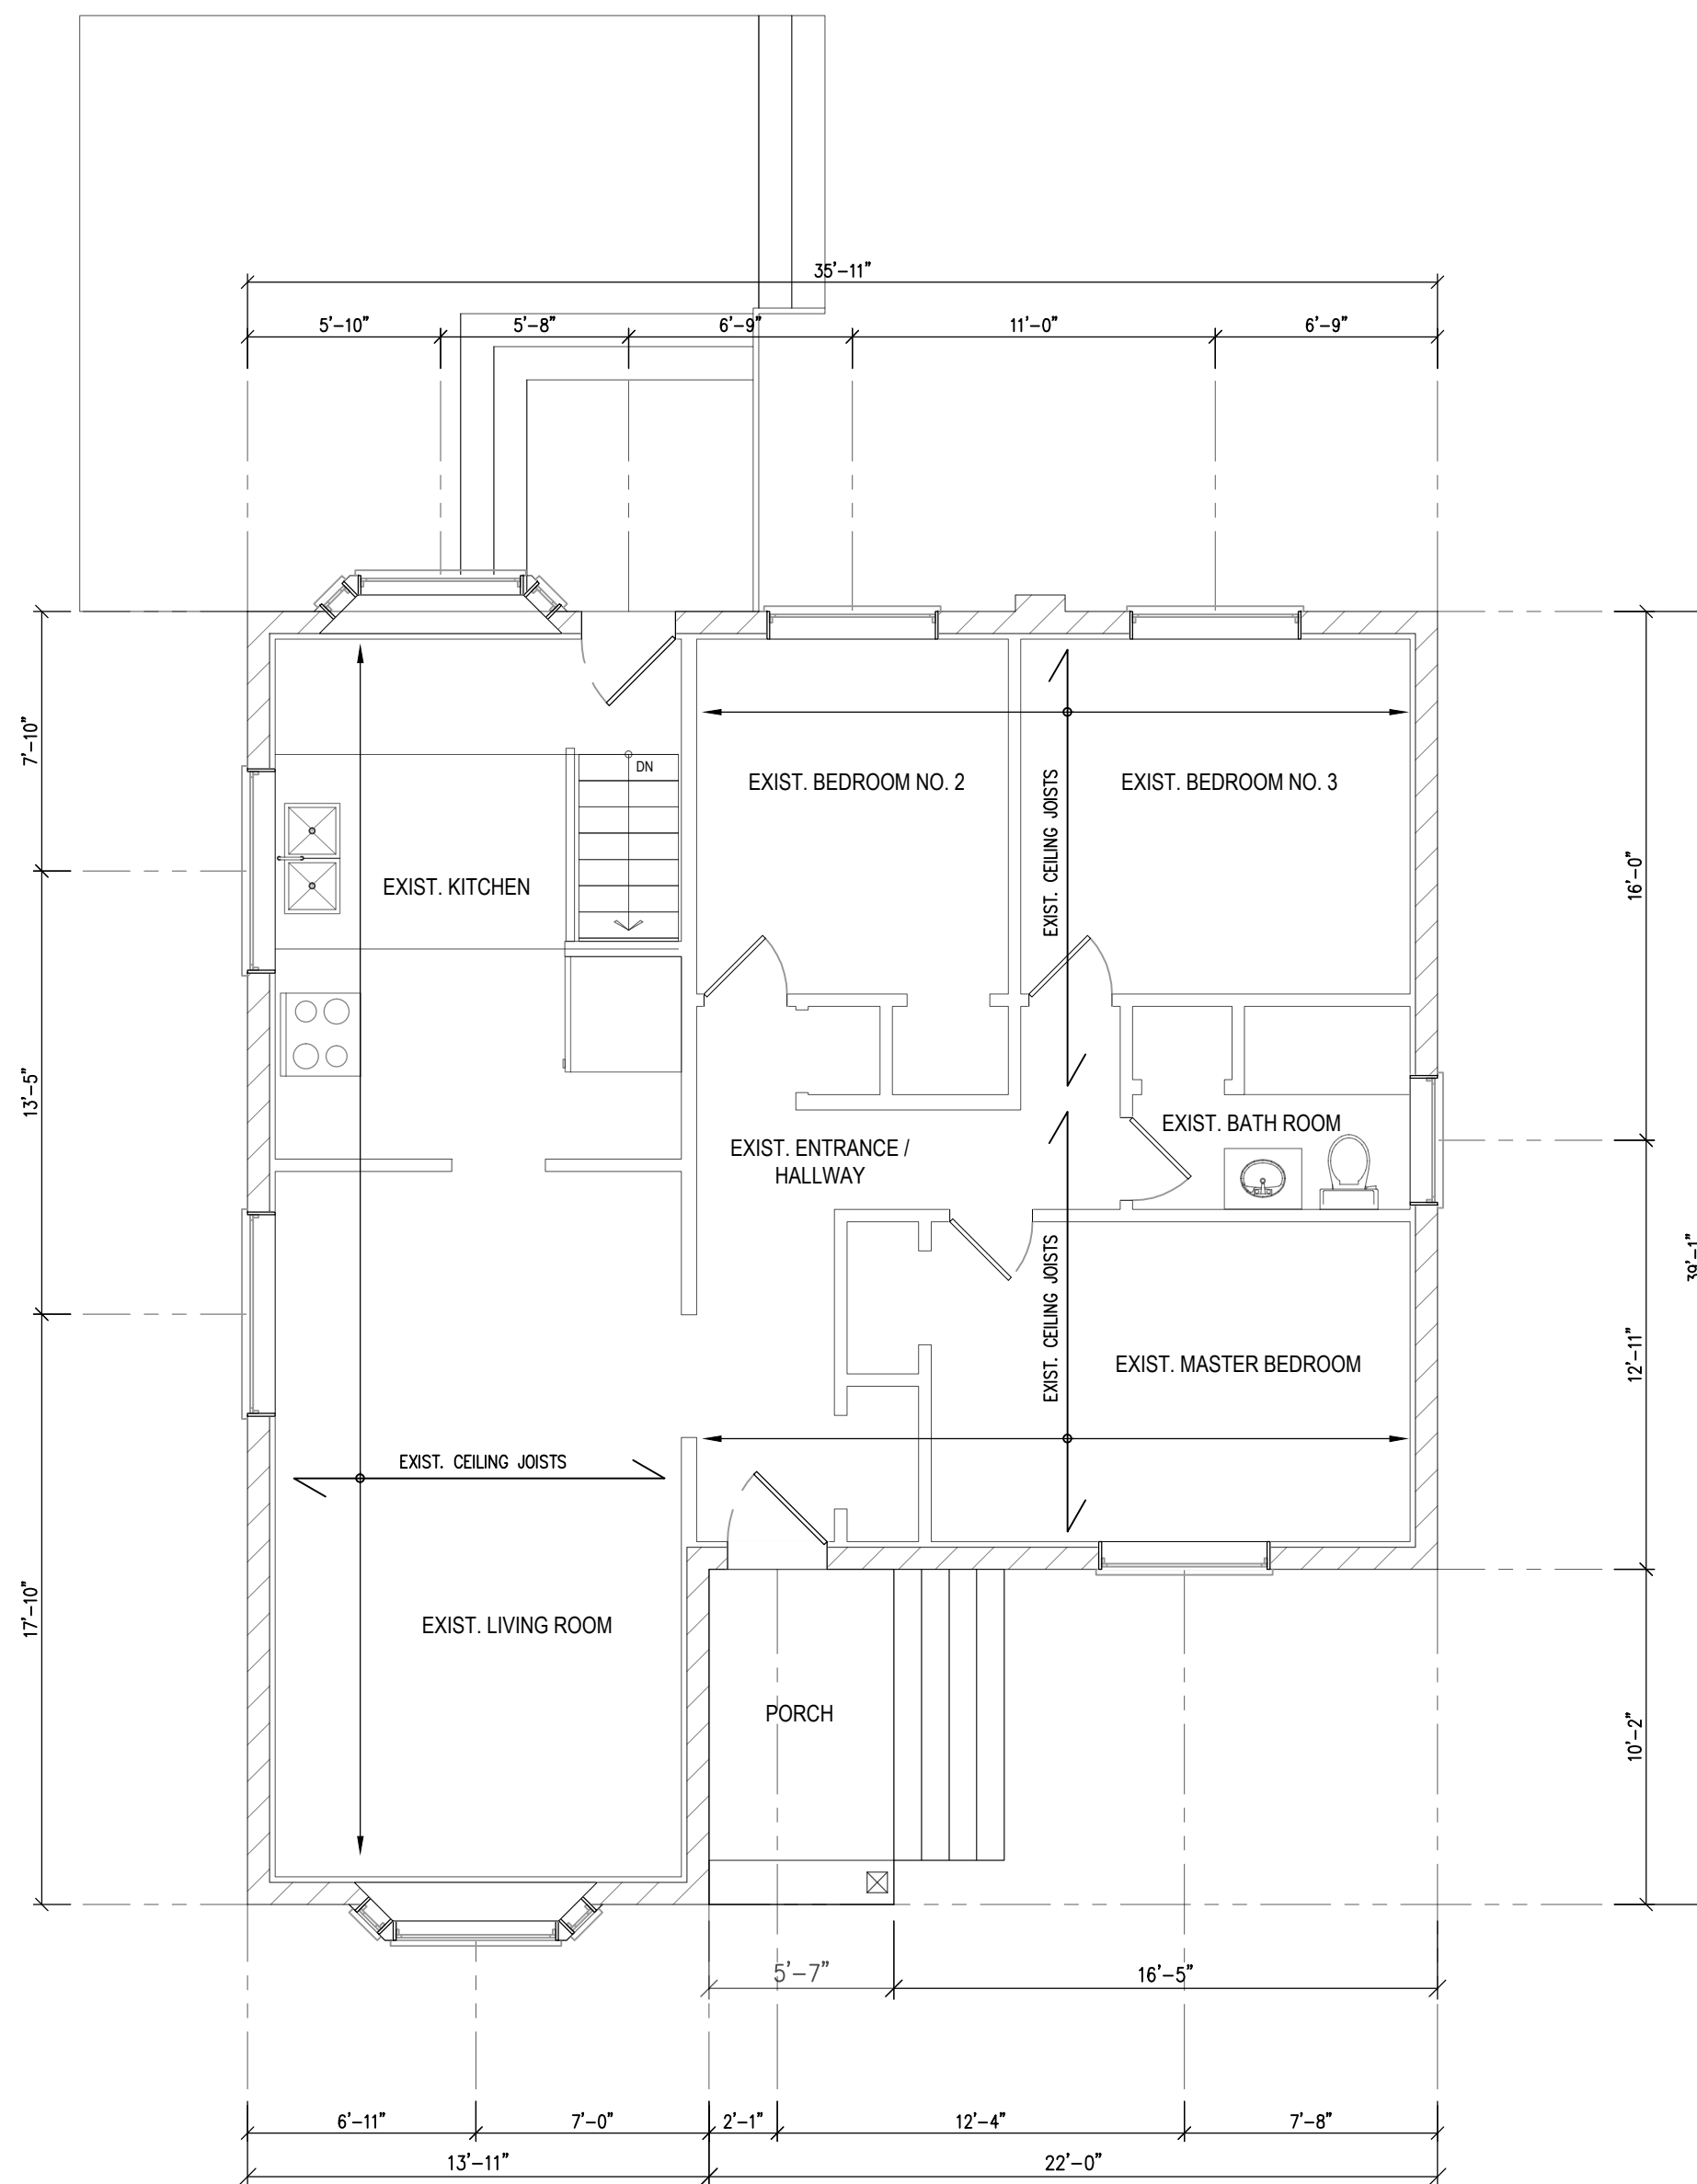 35'-11"
5'-10"
5'-8"
6'-9"
11'-0"
6'-9"
7'-10"
DN
EXIST. BEDROOM NO. 2
EXIST. BEDROOM NO. 3
EXIST. CEILING JOISTS
EXIST. KITCHEN
16'-0"
13'-5"
EXIST. BATH ROOM
EXIST. ENTRANCE /
HALLWAY
39'-1"
EXIST. CEILING JOISTS
EXIST. MASTER BEDROOM
12'-11"
EXIST. CEILING JOISTS
17'-10"
EXIST. LIVING ROOM
PORCH
10'-2"
5'-7"
16'-5"
6'-11"
7'-0"
2'-1"
12'-4"
7'-8"
13'-11"
22'-0"